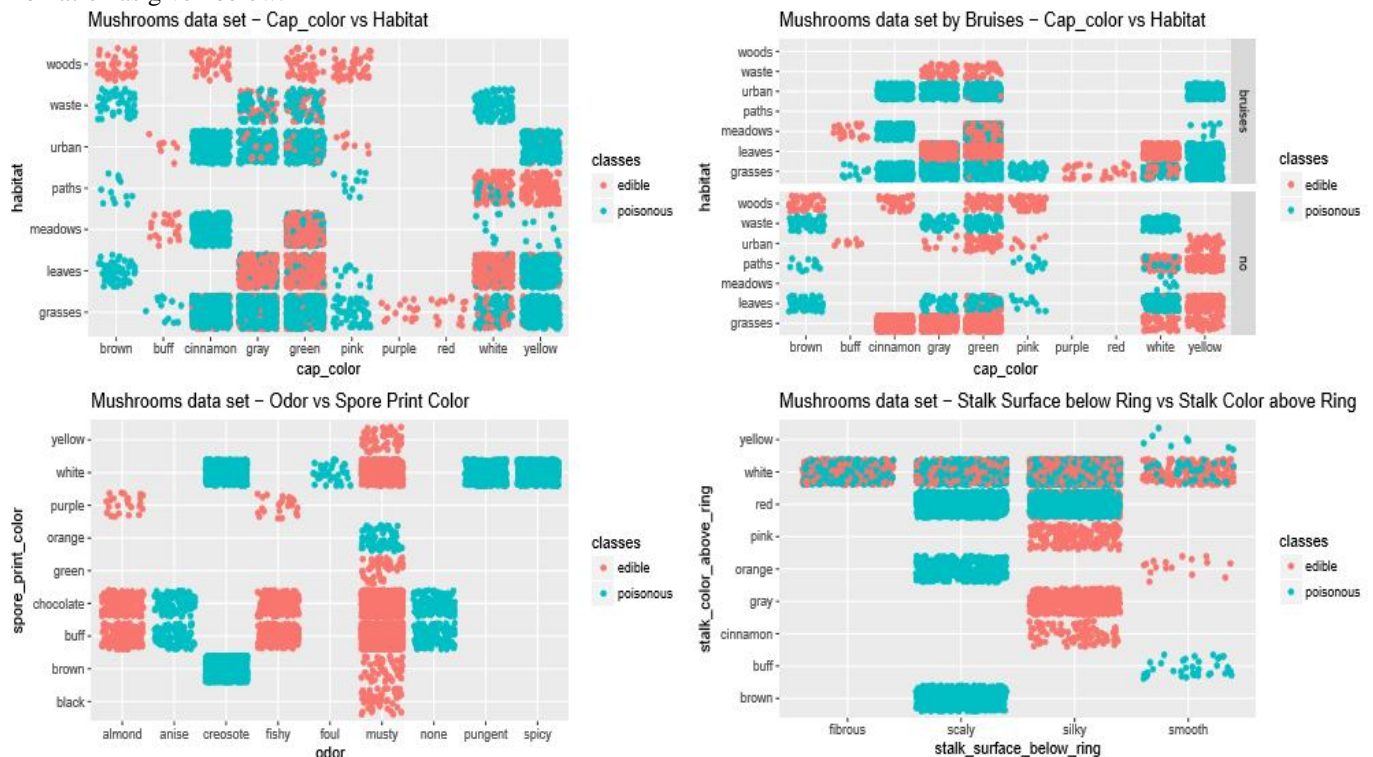 Mushrooms data set − Cap_color vs Habitat
habitat
woods
waste
urban
paths
meadows
leaves
grasses
brown buff cinnamon gray green pink purple red white yellow
cap_color
classes
edible
poisonous
Mushrooms data set by Bruises − Cap_color vs Habitat
habitat
woods
waste
urban
paths
meadows
leaves
grasses
bruises
woods
waste
urban
paths
meadows
leaves
grasses
no
brown buff cinnamon gray green pink purple red white yellow
cap_color
classes
edible
poisonous
Mushrooms data set − Odor vs Spore Print Color
spore_print_color
yellow
white
purple
orange
green
chocolate
buff
brown
black
almond anise creosote fishy foul musty none pungent spicy
odor
classes
edible
poisonous
Mushrooms data set − Stalk Surface below Ring vs Stalk Color above Ring
stalk_color_above_ring
yellow
white
red
pink
orange
gray
cinnamon
buff
brown
fibrous scaly silky smooth
stalk_surface_below_ring
classes
edible
poisonous